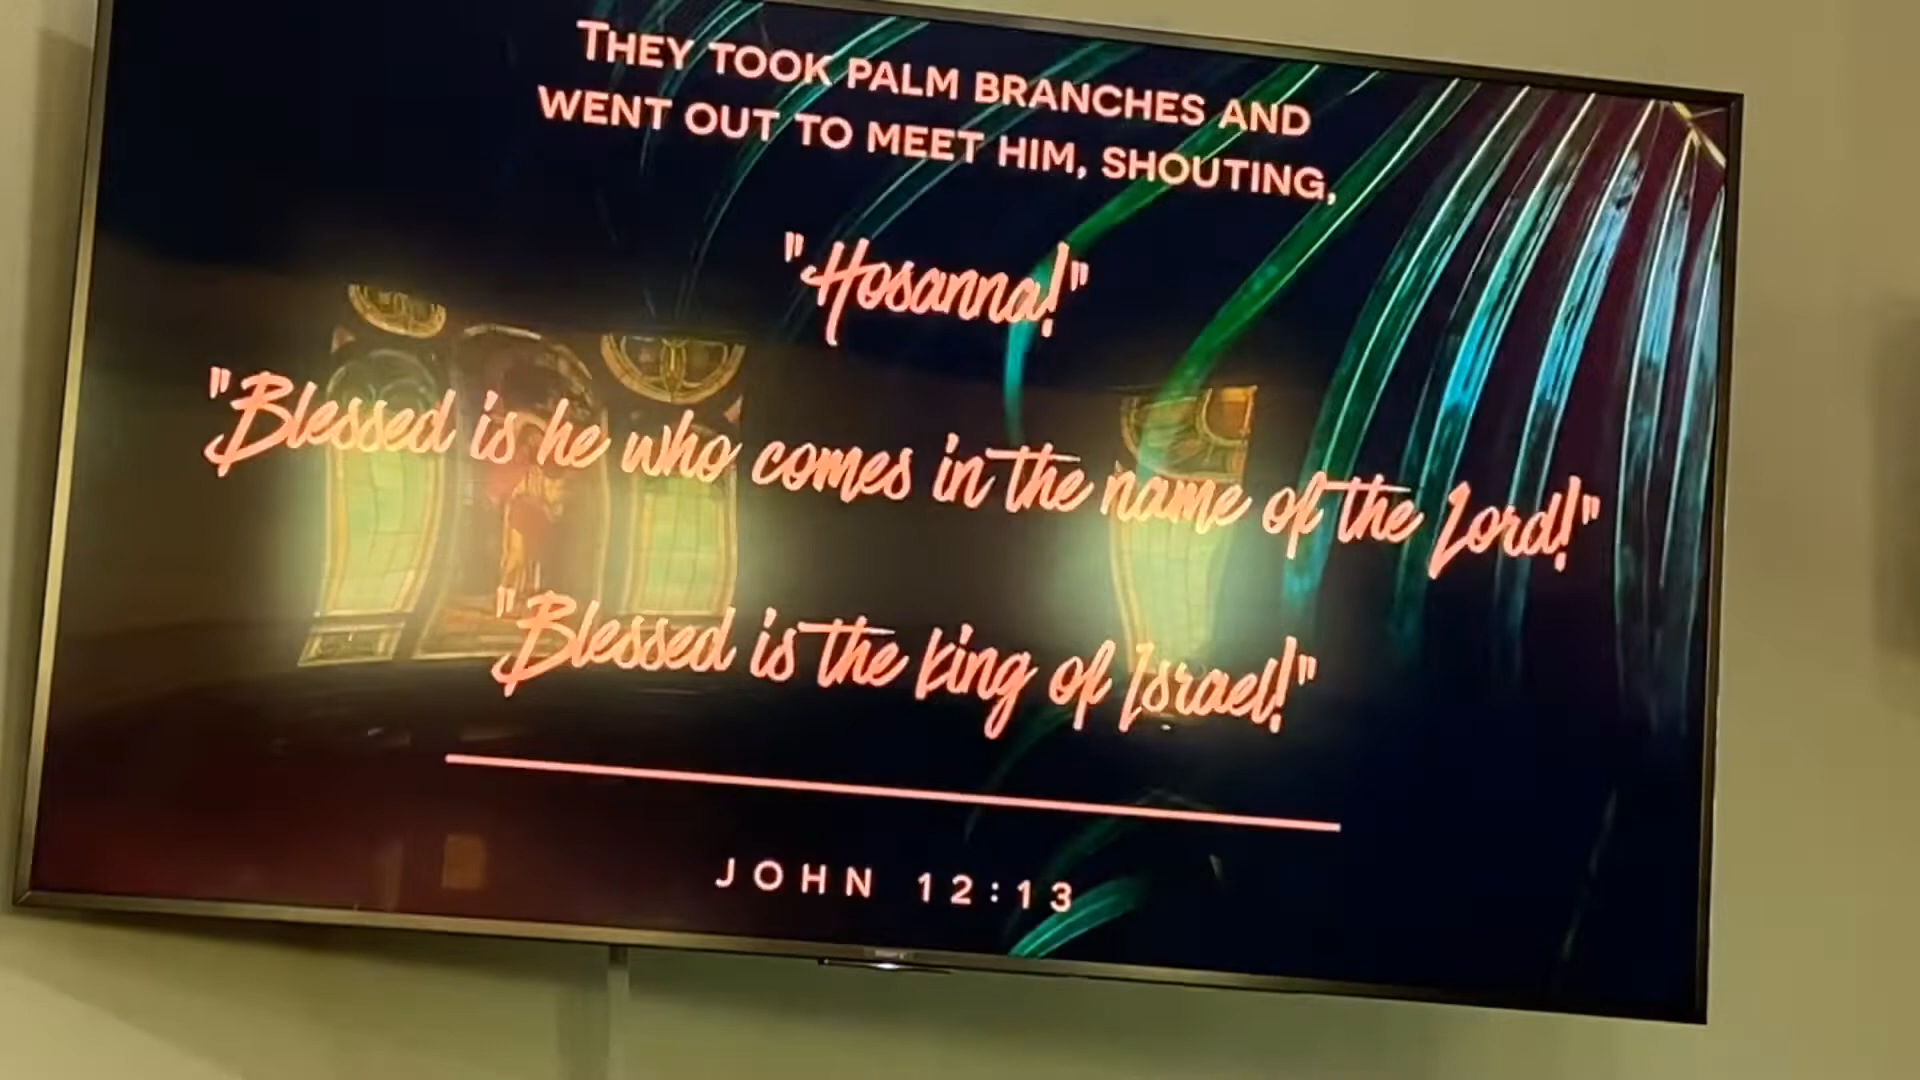 THEY TOOK PALM BRANCHES AND
WENT OUT TO MEET HIM, SHOUTING,
"Hosanna!"
"Blessed is he who comes in the name of the Lord!"
"Blessed is the king of Israel!"
JOHN 12:13